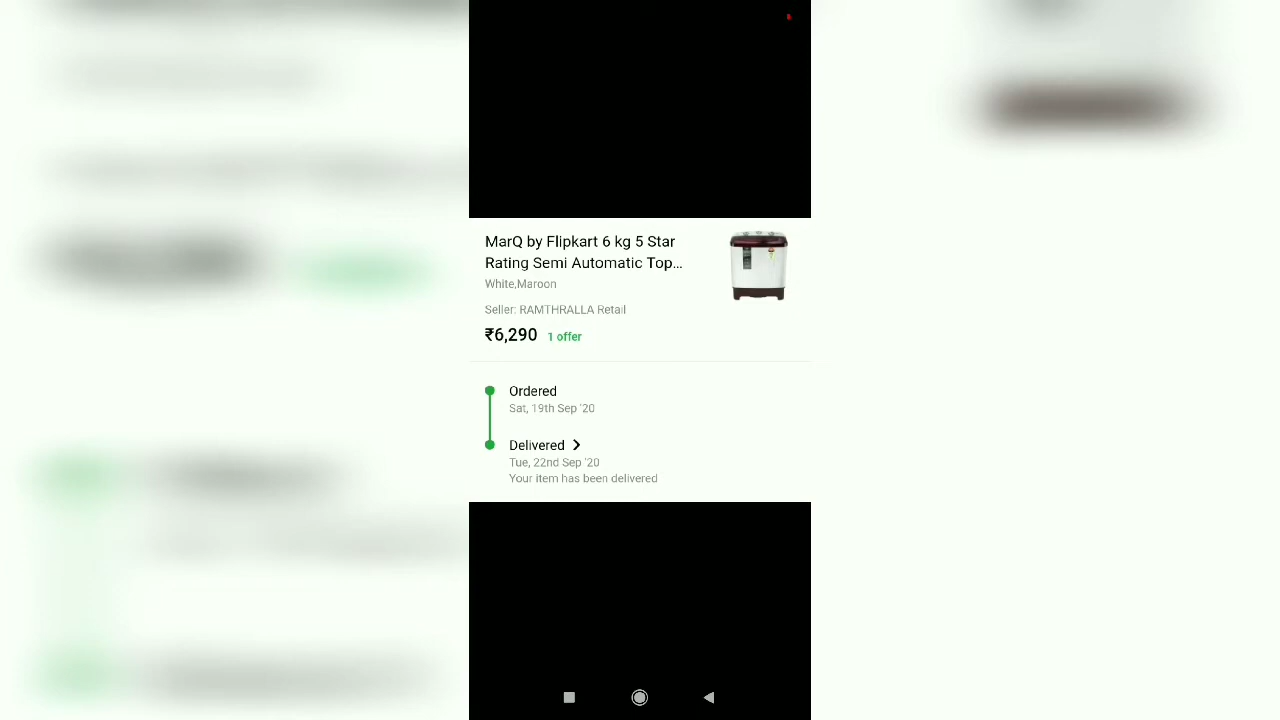 MarQ by Flipkart 6 kg 5 Star
Rating Semi Automatic Top...
White,Maroon
Seller: RAMTHRALLA Retail
₹6,290 1 offer
Ordered
Sat, 19th Sep '20
Delivered
Tue, 22nd Sep '20
Your item has been delivered